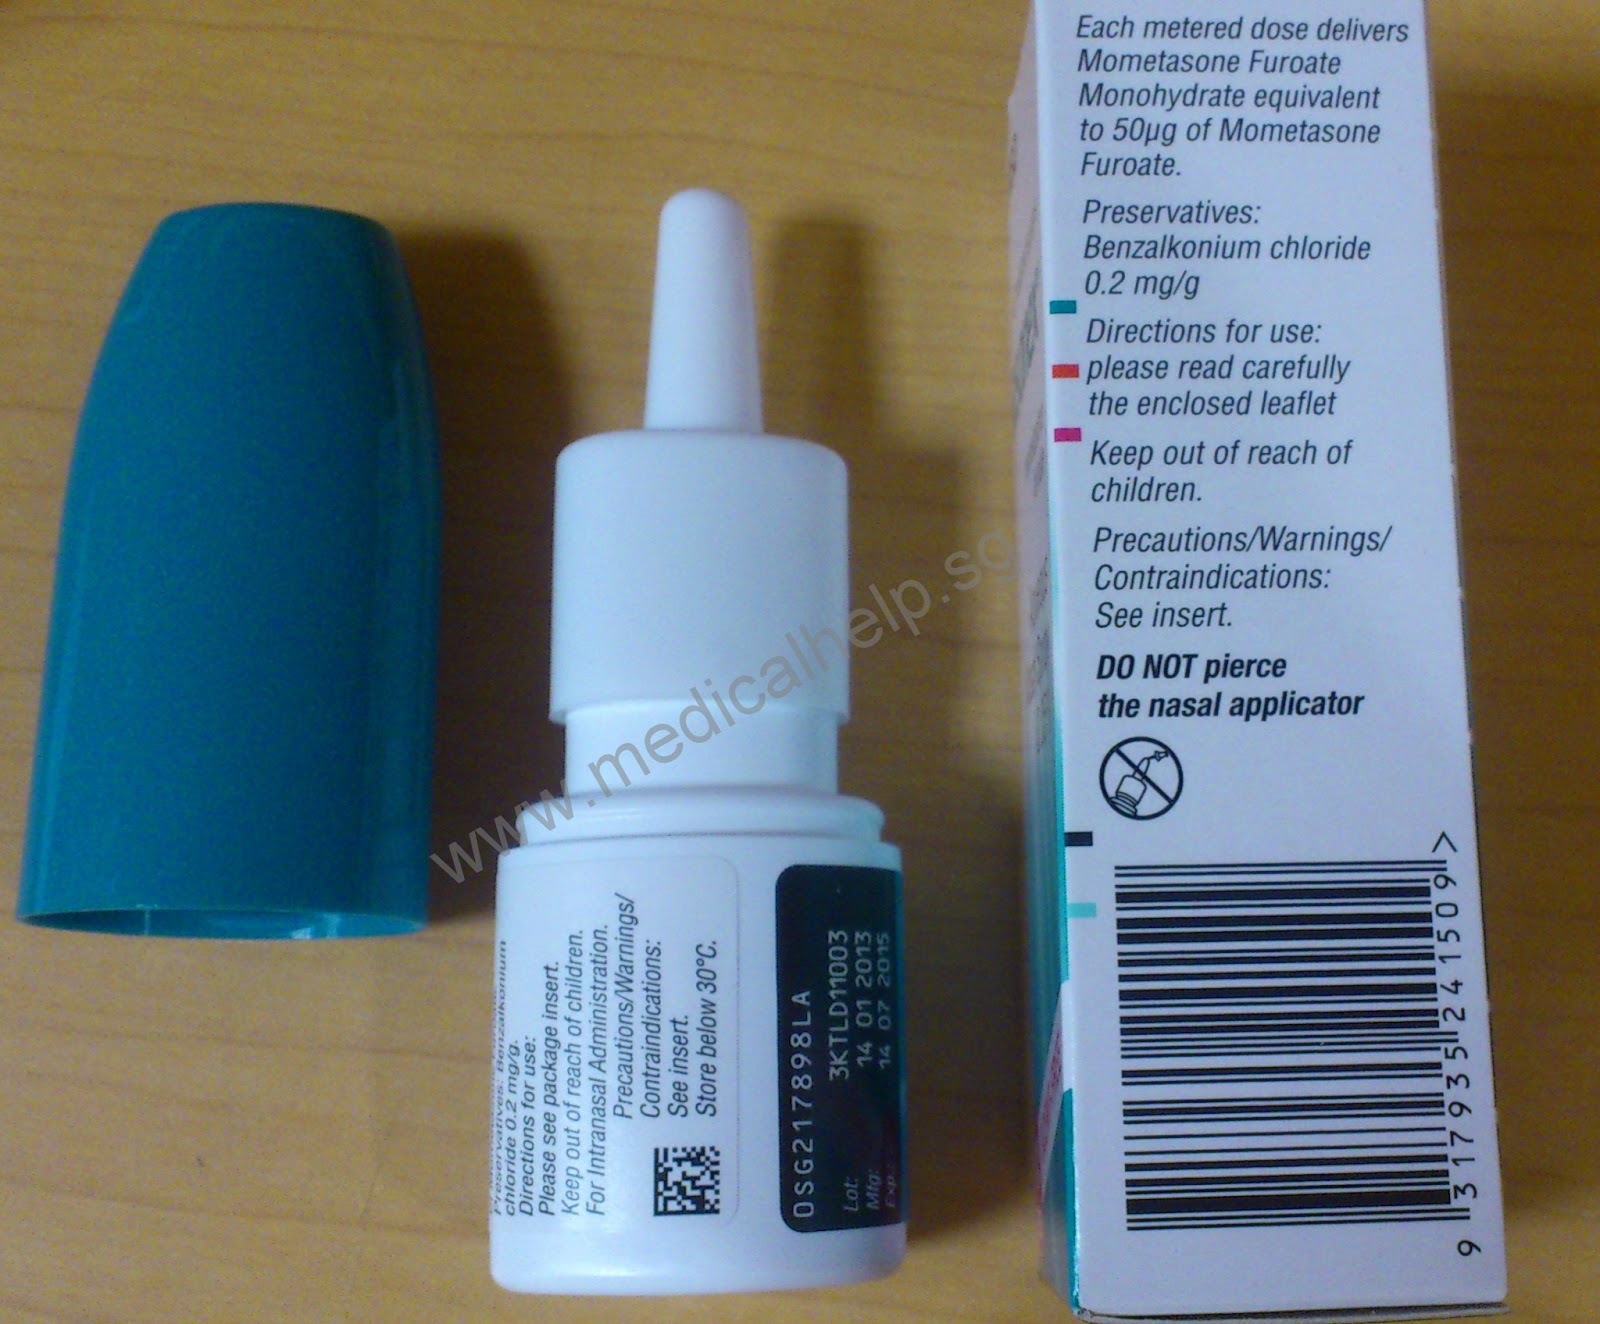 Each metered dose delivers
Mometasone Furoate
Monohydrate equivalent
to 50µg of Mometasone
Furoate.
Preservatives:
Benzalkonium chloride
0.2 mg/g
Directions for use:
please read carefully
the enclosed leaflet
Keep out of reach of
children.
Precautions/Warnings/
Contraindications:
See insert.
DO NOT pierce
the nasal applicator
9 317935 241509 >
www.medicalhelp.sg
Preservatives: Benzalkonium
chloride 0.2 mg/g.
Directions for use:
Please see package insert.
Keep out of reach of children.
For Intranasal Administration.
Precautions/Warnings/
Contraindications:
See insert.
Store below 30°C.
OSG217898LA
Lot: 3KTLD11003
Mfg: 14 01 2013
Exp: 14 07 2015